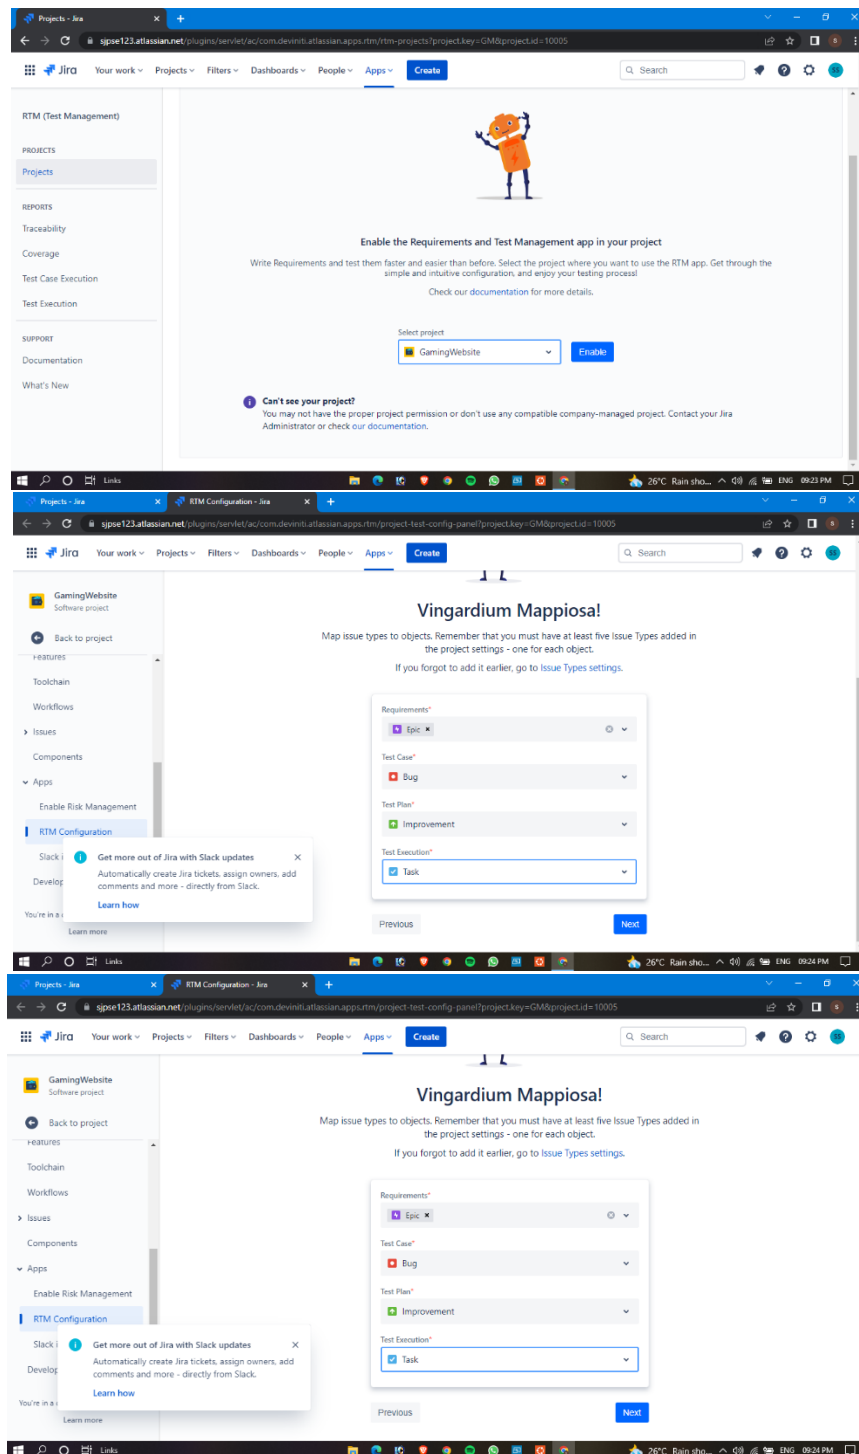 Projects - Jira
sjpse123.atlassian.net/plugins/servlet/ac/com.deviniti.atlassian.apps.rtm/rtm-projects?project.key=GM&project.id=10005
Jira Your work Projects Filters Dashboards People Apps Create Search SS
RTM (Test Management)
PROJECTS
Projects
REPORTS
Traceability
Coverage
Test Case Execution
Test Execution
SUPPORT
Documentation
What's New
Enable the Requirements and Test Management app in your project
Write Requirements and test them faster and easier than before. Select the project where you want to use the RTM app. Get through the
simple and intuitive configuration, and enjoy your testing process!
Check our documentation for more details.
Select project
GamingWebsite Enable
Can't see your project?
You may not have the proper project permission or don't use any compatible company-managed project. Contact your Jira
Administrator or check our documentation.
Links 26°C Rain sho... ENG 09:23 PM
Projects - Jira RTM Configuration - Jira
sjpse123.atlassian.net/plugins/servlet/ac/com.deviniti.atlassian.apps.rtm/project-test-config-panel?project.key=GM&project.id=10005
Jira Your work Projects Filters Dashboards People Apps Create Search SS
GamingWebsite
Software project
Back to project
Features
Toolchain
Workflows
Issues
Components
Apps
Enable Risk Management
RTM Configuration
Slack i
Develop
You're in a
Learn more
Get more out of Jira with Slack updates
Automatically create Jira tickets, assign owners, add
comments and more - directly from Slack.
Learn how
Vingardium Mappiosa!
Map issue types to objects. Remember that you must have at least five Issue Types added in
the project settings - one for each object.
If you forgot to add it earlier, go to Issue Types settings.
Requirements*
Epic
Test Case*
Bug
Test Plan*
Improvement
Test Execution*
Task
Previous Next
Links 26°C Rain sho... ENG 09:24 PM
Projects - Jira RTM Configuration - Jira
sjpse123.atlassian.net/plugins/servlet/ac/com.deviniti.atlassian.apps.rtm/project-test-config-panel?project.key=GM&project.id=10005
Jira Your work Projects Filters Dashboards People Apps Create Search SS
GamingWebsite
Software project
Back to project
Features
Toolchain
Workflows
Issues
Components
Apps
Enable Risk Management
RTM Configuration
Slack i
Develop
You're in a
Learn more
Get more out of Jira with Slack updates
Automatically create Jira tickets, assign owners, add
comments and more - directly from Slack.
Learn how
Vingardium Mappiosa!
Map issue types to objects. Remember that you must have at least five Issue Types added in
the project settings - one for each object.
If you forgot to add it earlier, go to Issue Types settings.
Requirements*
Epic
Test Case*
Bug
Test Plan*
Improvement
Test Execution*
Task
Previous Next
Links 26°C Rain sho... ENG 09:24 PM